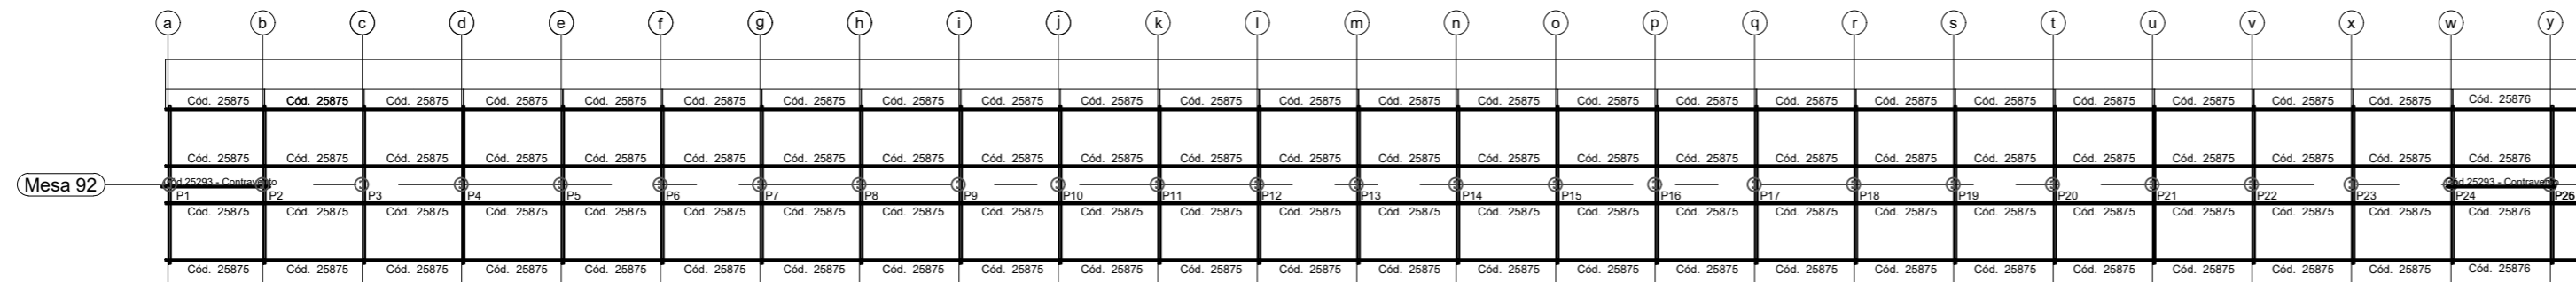 a b c d e f g h i j k l m n o p q r s t u v x w y
Cód. 25875 Cód. 25875 Cód. 25875 Cód. 25875 Cód. 25875 Cód. 25875 Cód. 25875 Cód. 25875 Cód. 25875 Cód. 25875 Cód. 25875 Cód. 25875 Cód. 25875 Cód. 25875 Cód. 25875 Cód. 25875 Cód. 25875 Cód. 25875 Cód. 25875 Cód. 25875 Cód. 25875 Cód. 25875 Cód. 25875 Cód. 25876
Cód. 25875 Cód. 25875 Cód. 25875 Cód. 25875 Cód. 25875 Cód. 25875 Cód. 25875 Cód. 25875 Cód. 25875 Cód. 25875 Cód. 25875 Cód. 25875 Cód. 25875 Cód. 25875 Cód. 25875 Cód. 25875 Cód. 25875 Cód. 25875 Cód. 25875 Cód. 25875 Cód. 25875 Cód. 25875 Cód. 25875 Cód. 25876
Mesa 92 Cód.25293 - Contravento Cód.25293 - Contravento
P1 P2 P3 P4 P5 P6 P7 P8 P9 P10 P11 P12 P13 P14 P15 P16 P17 P18 P19 P20 P21 P22 P23 P24 P26
Cód. 25875 Cód. 25875 Cód. 25875 Cód. 25875 Cód. 25875 Cód. 25875 Cód. 25875 Cód. 25875 Cód. 25875 Cód. 25875 Cód. 25875 Cód. 25875 Cód. 25875 Cód. 25875 Cód. 25875 Cód. 25875 Cód. 25875 Cód. 25875 Cód. 25875 Cód. 25875 Cód. 25875 Cód. 25875 Cód. 25875 Cód. 25876
Cód. 25875 Cód. 25875 Cód. 25875 Cód. 25875 Cód. 25875 Cód. 25875 Cód. 25875 Cód. 25875 Cód. 25875 Cód. 25875 Cód. 25875 Cód. 25875 Cód. 25875 Cód. 25875 Cód. 25875 Cód. 25875 Cód. 25875 Cód. 25875 Cód. 25875 Cód. 25875 Cód. 25875 Cód. 25875 Cód. 25875 Cód. 25876